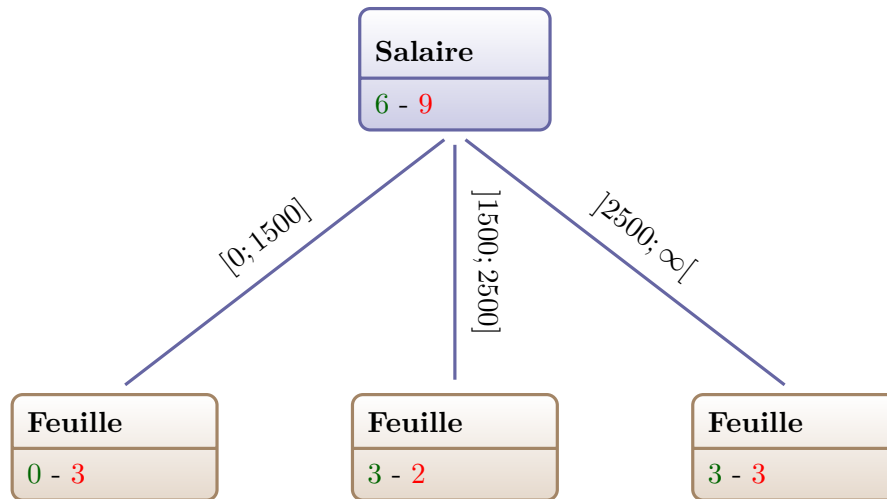 Salaire
6 - 9
[0; 1500]
]1500; 2500]
]2500; ∞[
Feuille
0 - 3
Feuille
3 - 2
Feuille
3 - 3